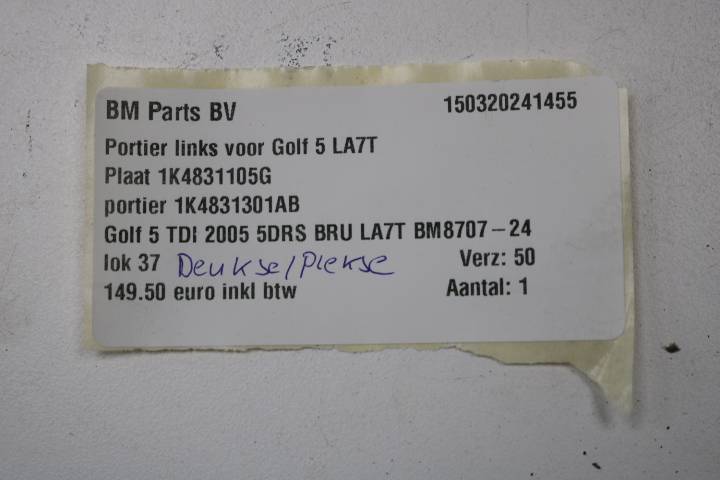 BM Parts BV 150320241455
Portier links voor Golf 5 LA7T
Plaat 1K4831105G
portier 1K4831301AB
Golf 5 TDI 2005 5DRS BRU LA7T BM8707-24
lok 37 Deukse/Plekse Verz: 50
149.50 euro inkl btw Aantal: 1